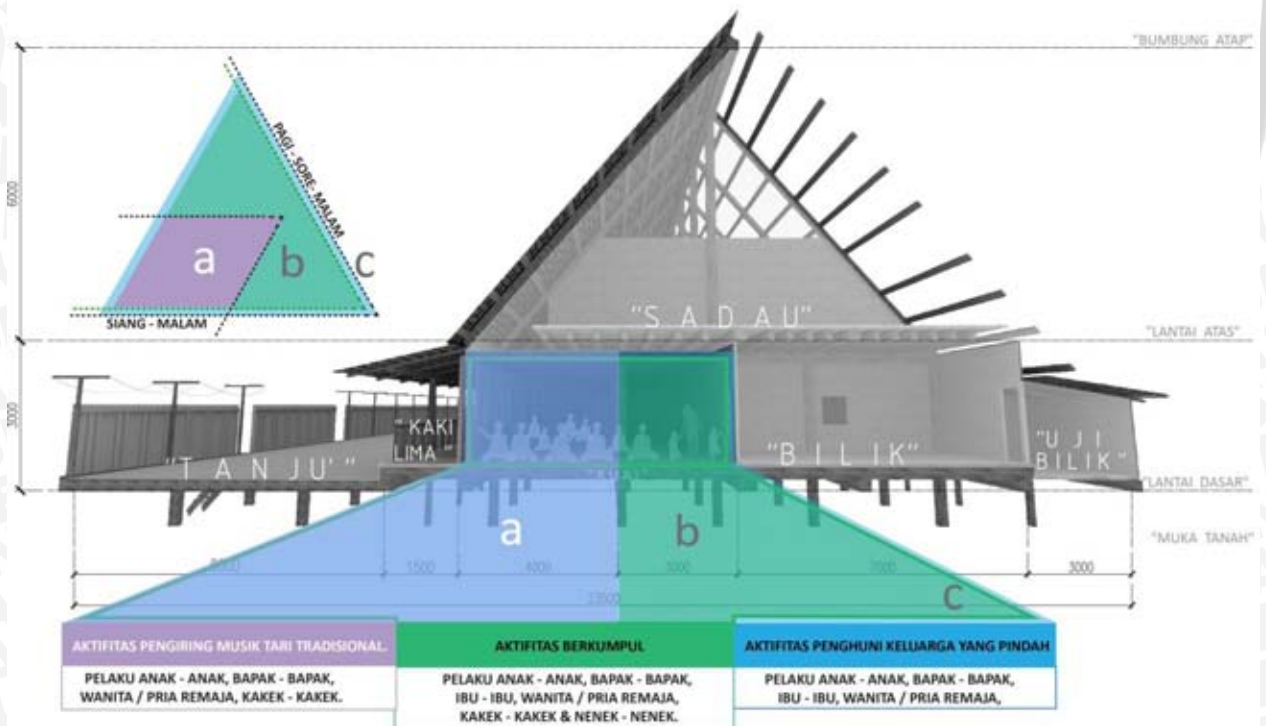 "BUMBUNG ATAP"
6000
PAGI - SORE- MALAM
a
b
c
SIANG - MALAM
"S A D A U"
"LANTAI ATAS"
3000
"KAKI
LIMA"
"T A N J U'"
"B I L I K"
"U J I
BILIK"
"LANTAI DASAR"
a
b
"MUKA TANAH"
1500
4000
3000
7000
3000
c
AKTIFITAS PENGIRING MUSIK TARI TRADISIONAL.
PELAKU ANAK - ANAK, BAPAK - BAPAK,
WANITA / PRIA REMAJA, KAKEK - KAKEK.
AKTIFITAS BERKUMPUL
PELAKU ANAK - ANAK, BAPAK - BAPAK,
IBU - IBU, WANITA / PRIA REMAJA,
KAKEK - KAKEK & NENEK - NENEK.
AKTIFITAS PENGHUNI KELUARGA YANG PINDAH
PELAKU ANAK - ANAK, BAPAK - BAPAK,
IBU - IBU, WANITA / PRIA REMAJA,